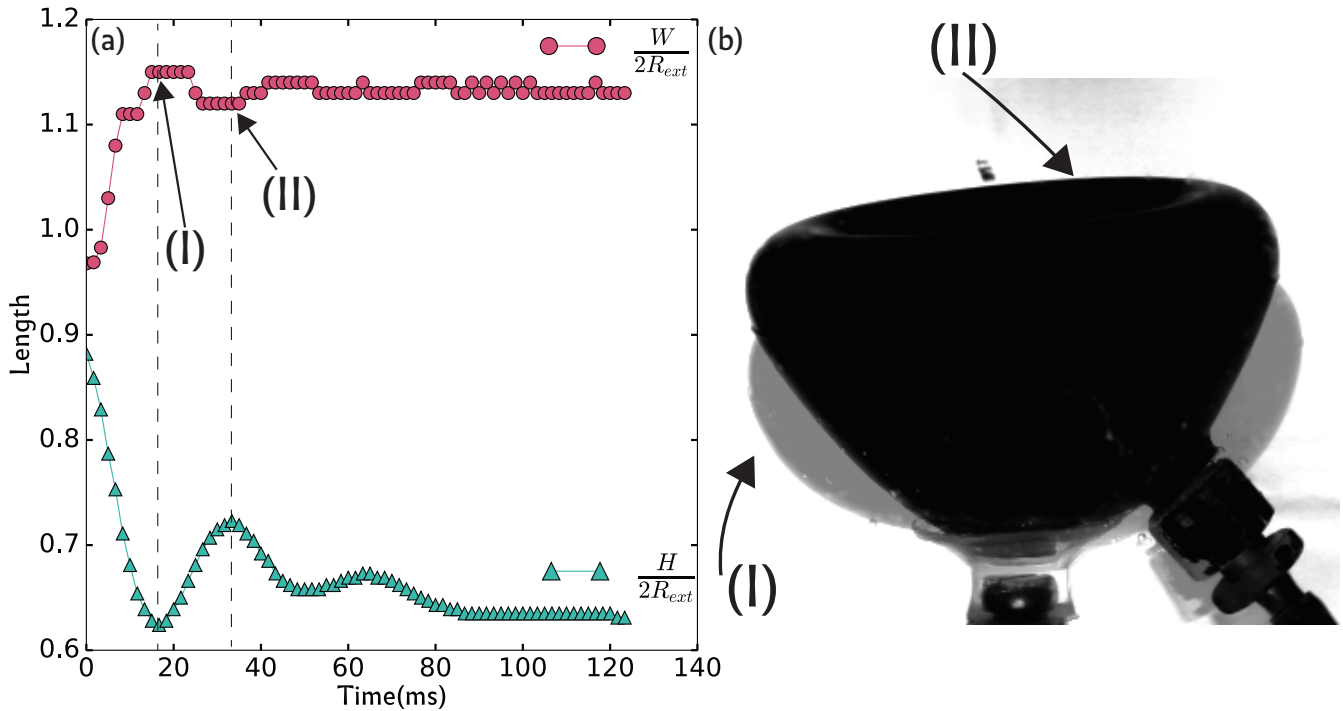 (a)
1.2
1.1
1.0
0.9
0.8
0.7
0.6
Length
0 20 40 60 80 100 120 140
Time(ms)
W
2R_ext
H
2R_ext
(I)
(II)
(b)
(II)
(I)